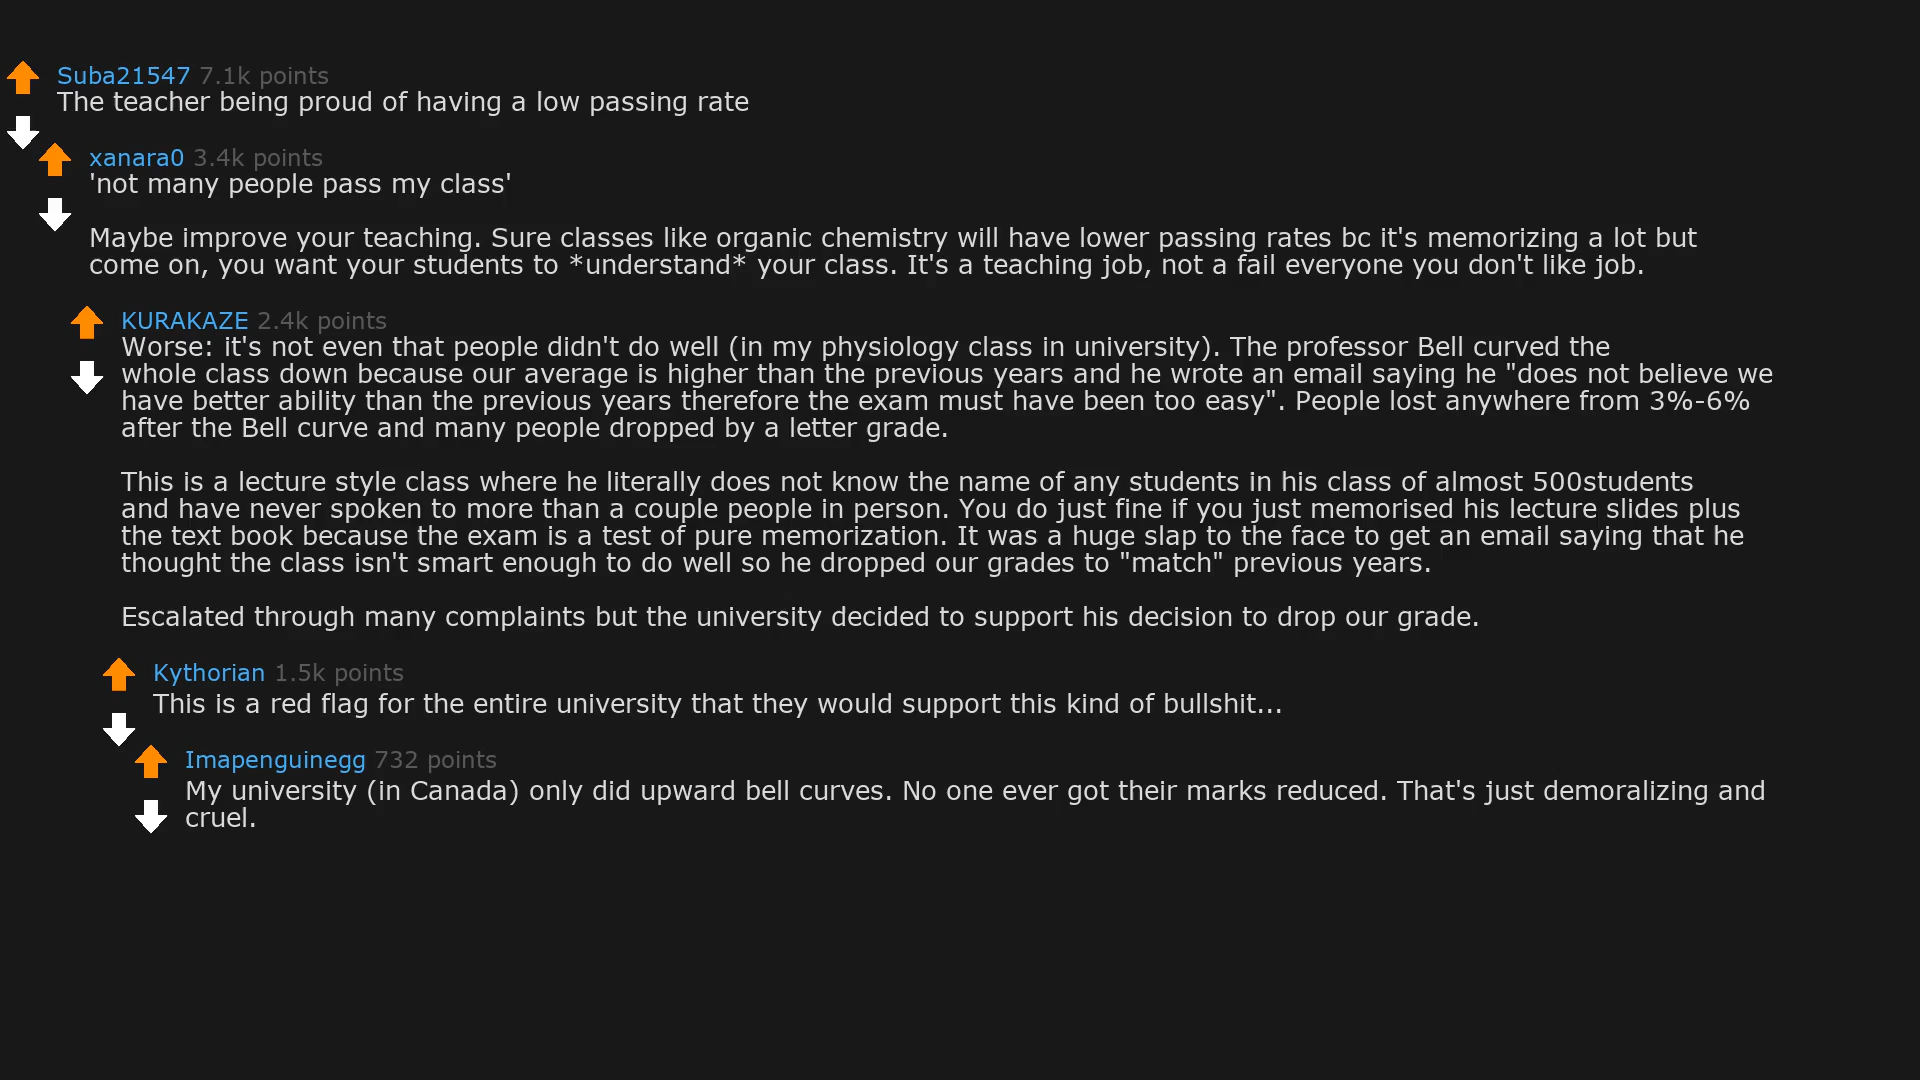 Suba21547 7.1k points
The teacher being proud of having a low passing rate
xanara0 3.4k points
'not many people pass my class'
Maybe improve your teaching. Sure classes like organic chemistry will have lower passing rates bc it's memorizing a lot but
come on, you want your students to *understand* your class. It's a teaching job, not a fail everyone you don't like job.
KURAKAZE 2.4k points
Worse: it's not even that people didn't do well (in my physiology class in university). The professor Bell curved the
whole class down because our average is higher than the previous years and he wrote an email saying he "does not believe we
have better ability than the previous years therefore the exam must have been too easy". People lost anywhere from 3%-6%
after the Bell curve and many people dropped by a letter grade.
This is a lecture style class where he literally does not know the name of any students in his class of almost 500students
and have never spoken to more than a couple people in person. You do just fine if you just memorised his lecture slides plus
the text book because the exam is a test of pure memorization. It was a huge slap to the face to get an email saying that he
thought the class isn't smart enough to do well so he dropped our grades to "match" previous years.
Escalated through many complaints but the university decided to support his decision to drop our grade.
Kythorian 1.5k points
This is a red flag for the entire university that they would support this kind of bullshit...
Imapenguinegg 732 points
My university (in Canada) only did upward bell curves. No one ever got their marks reduced. That's just demoralizing and
cruel.